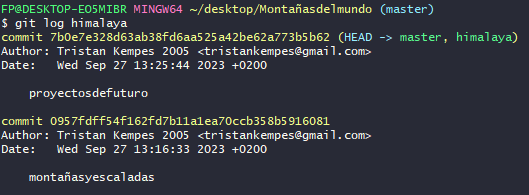 FP@DESKTOP-EO5MIBR MINGW64 ~/desktop/Montañasdelmundo (master)
$ git log himalaya
commit 7b0e7e328d63ab38fd6aa525a42be62a773b5b62 (HEAD -> master, himalaya)
Author: Tristan Kempes 2005 <tristankempes@gmail.com>
Date:   Wed Sep 27 13:25:44 2023 +0200
    proyectosdefuturo
commit 0957fdff54f162fd7b11a1ea70ccb358b5916081
Author: Tristan Kempes 2005 <tristankempes@gmail.com>
Date:   Wed Sep 27 13:16:33 2023 +0200
    montañasyescaladas